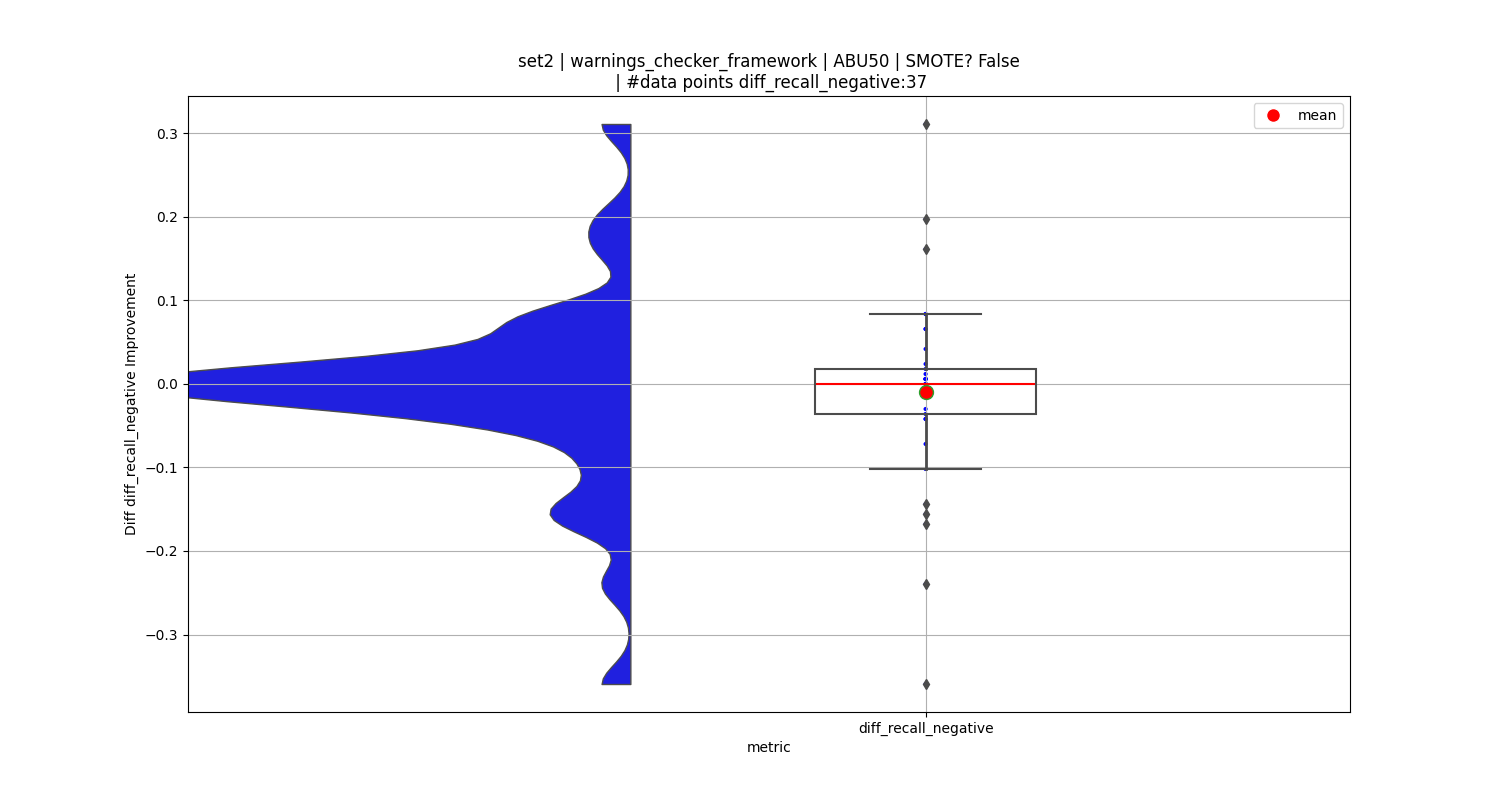 set2 | warnings_checker_framework | ABU50 | SMOTE? False
| #data points diff_recall_negative:37
mean
0.3
0.2
0.1
0.0
−0.1
−0.2
−0.3
Diff diff_recall_negative Improvement
diff_recall_negative
metric